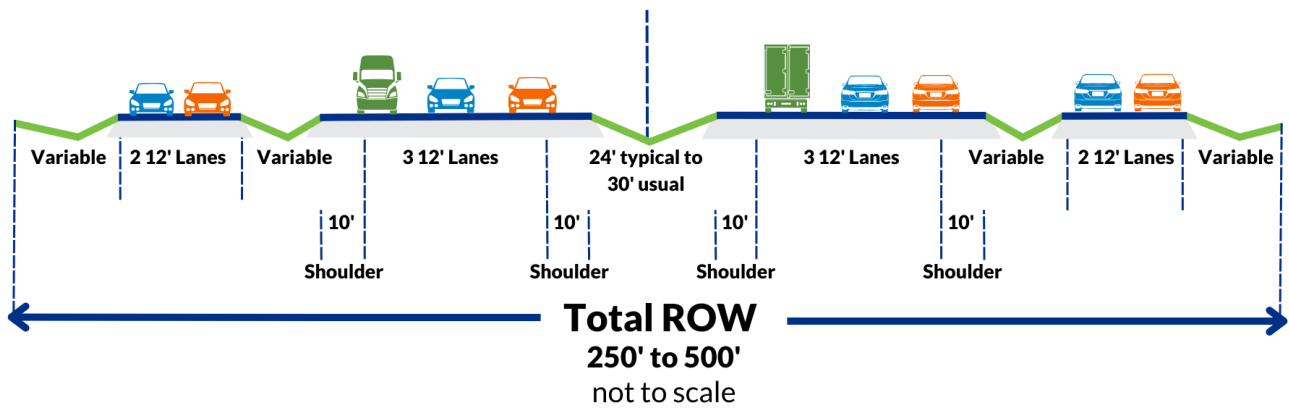 Variable
2 12' Lanes
Variable
3 12' Lanes
24' typical to
30' usual
3 12' Lanes
Variable
2 12' Lanes
Variable
10'
10'
10'
10'
Shoulder
Shoulder
Shoulder
Shoulder
Total ROW
250' to 500'
not to scale